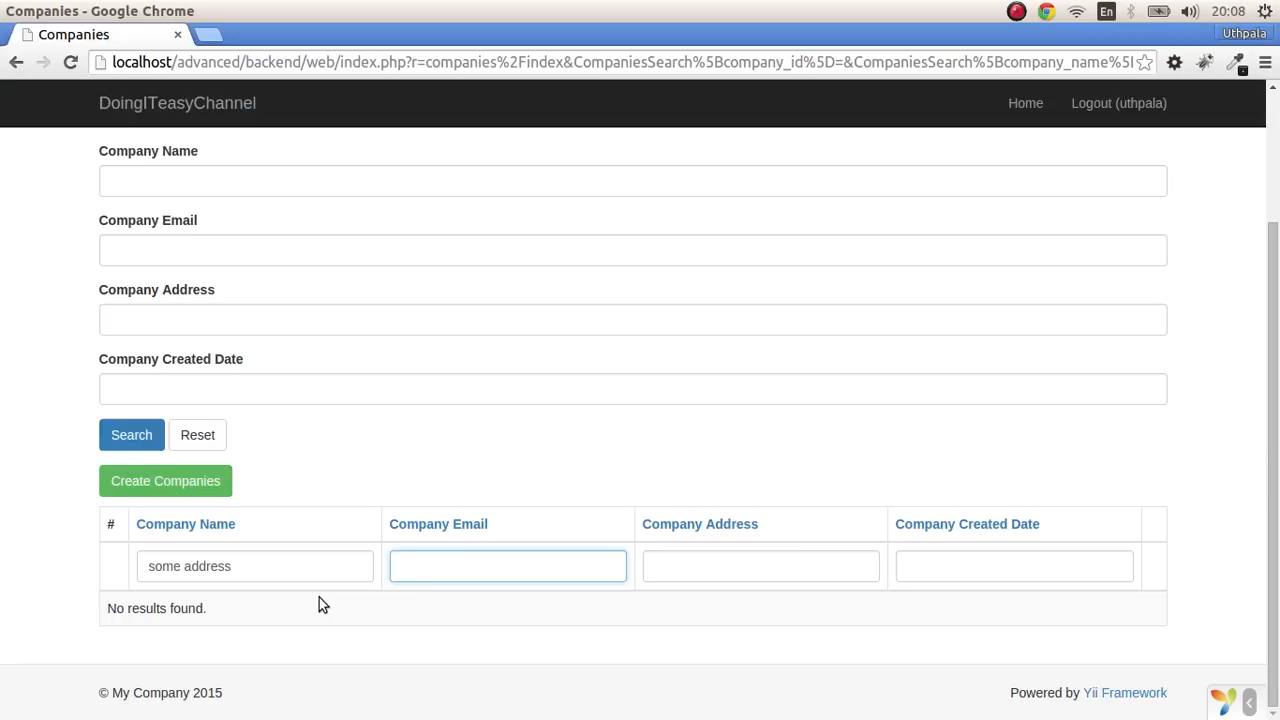 Companies - Google Chrome
En
20:08
Companies
Uthpala
localhost/advanced/backend/web/index.php?r=companies%2Findex&CompaniesSearch%5Bcompany_id%5D=&CompaniesSearch%5Bcompany_name%5
DoingITeasyChannel
Home
Logout (uthpala)
Company Name
Company Email
Company Address
Company Created Date
Search
Reset
Create Companies
# Company Name Company Email Company Address Company Created Date
some address
No results found.
© My Company 2015
Powered by Yii Framework